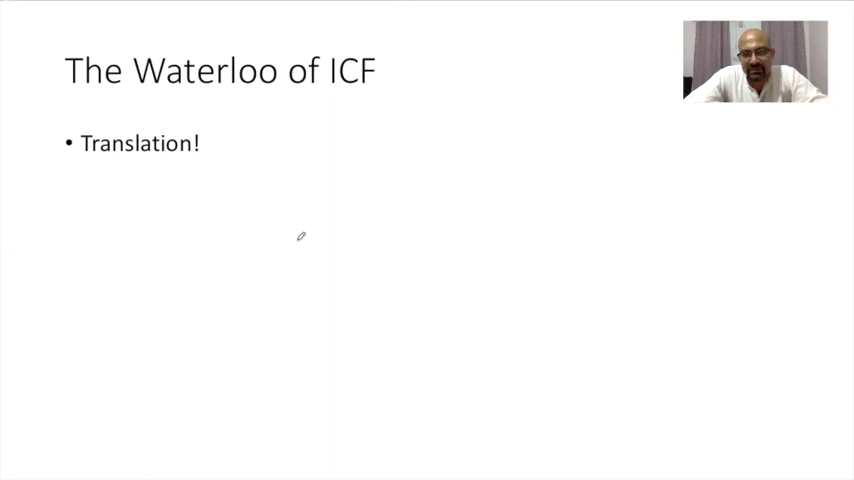 The Waterloo of ICF
• Translation!